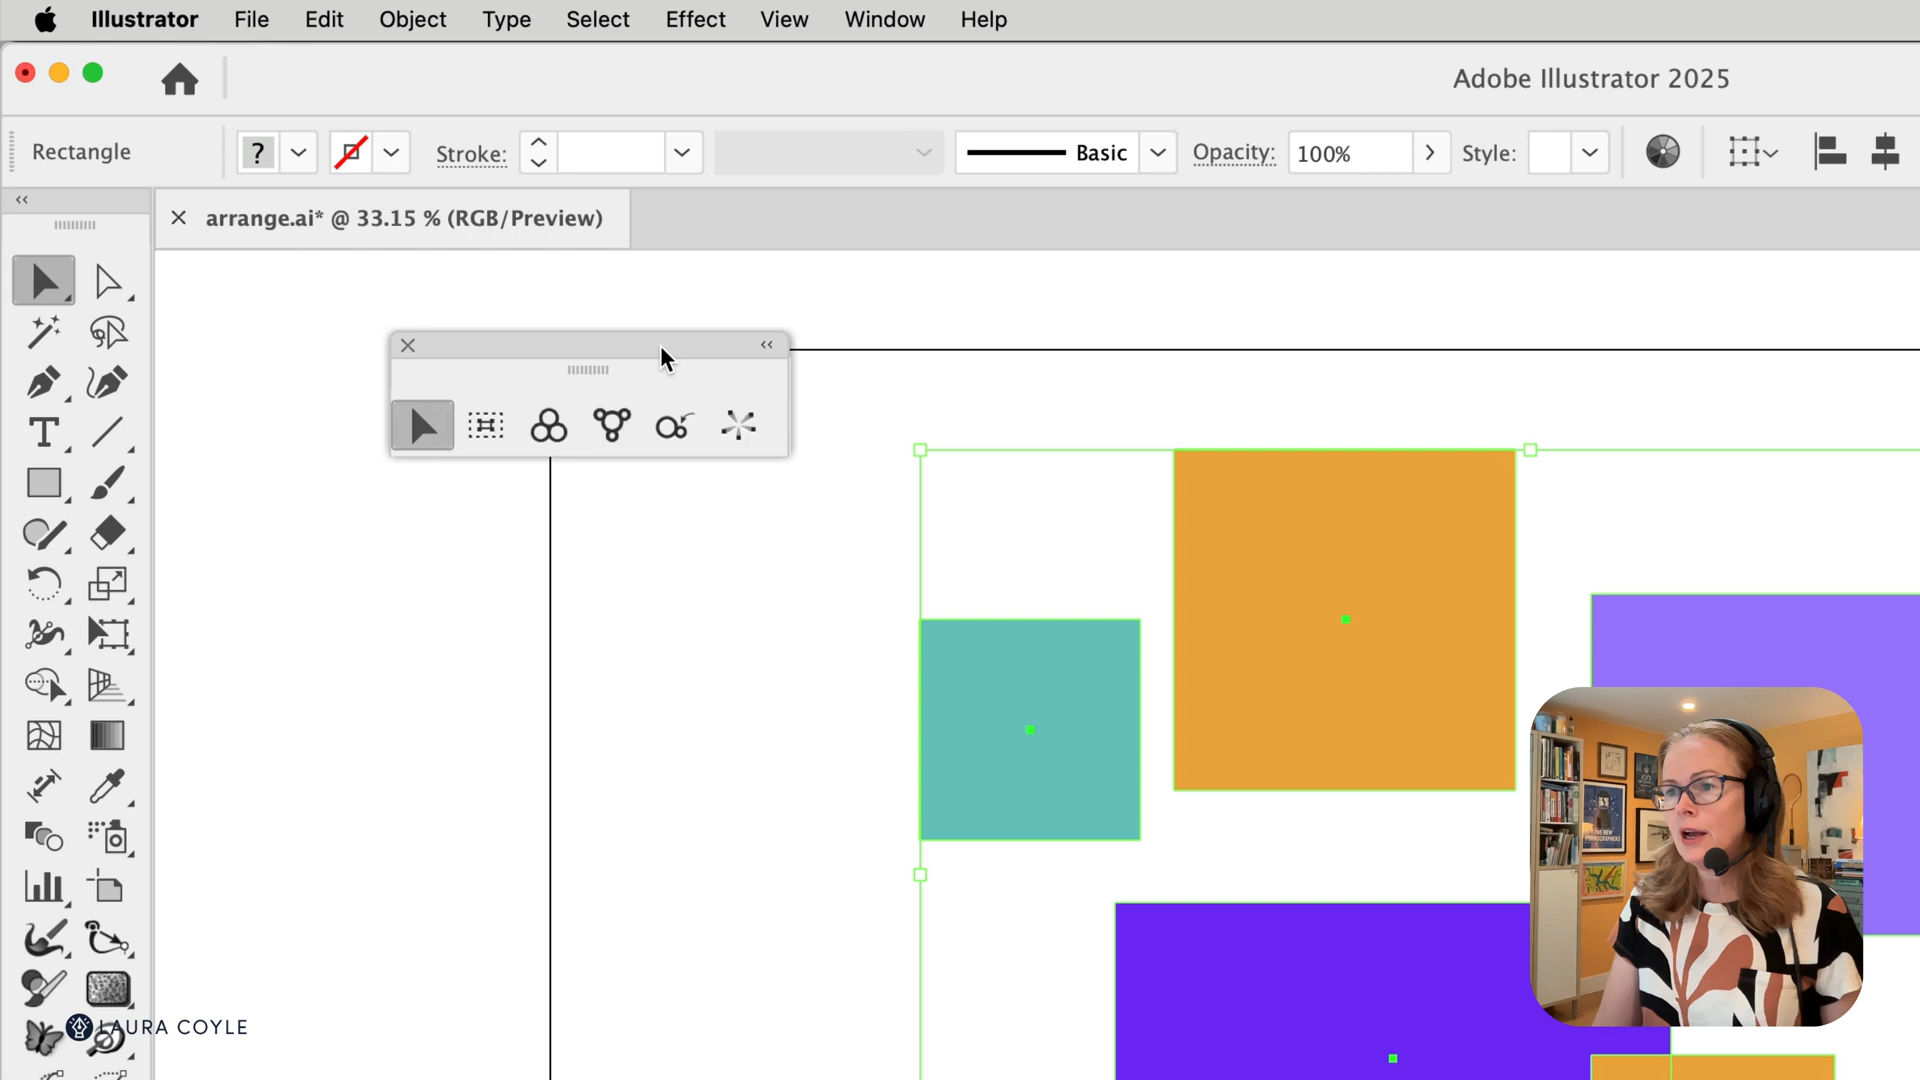 Illustrator File Edit Object Type Select Effect View Window Help
Adobe Illustrator 2025
Rectangle ? Stroke: Basic Opacity: 100% Style:
arrange.ai* @ 33.15 % (RGB/Preview)
LAURA COYLE